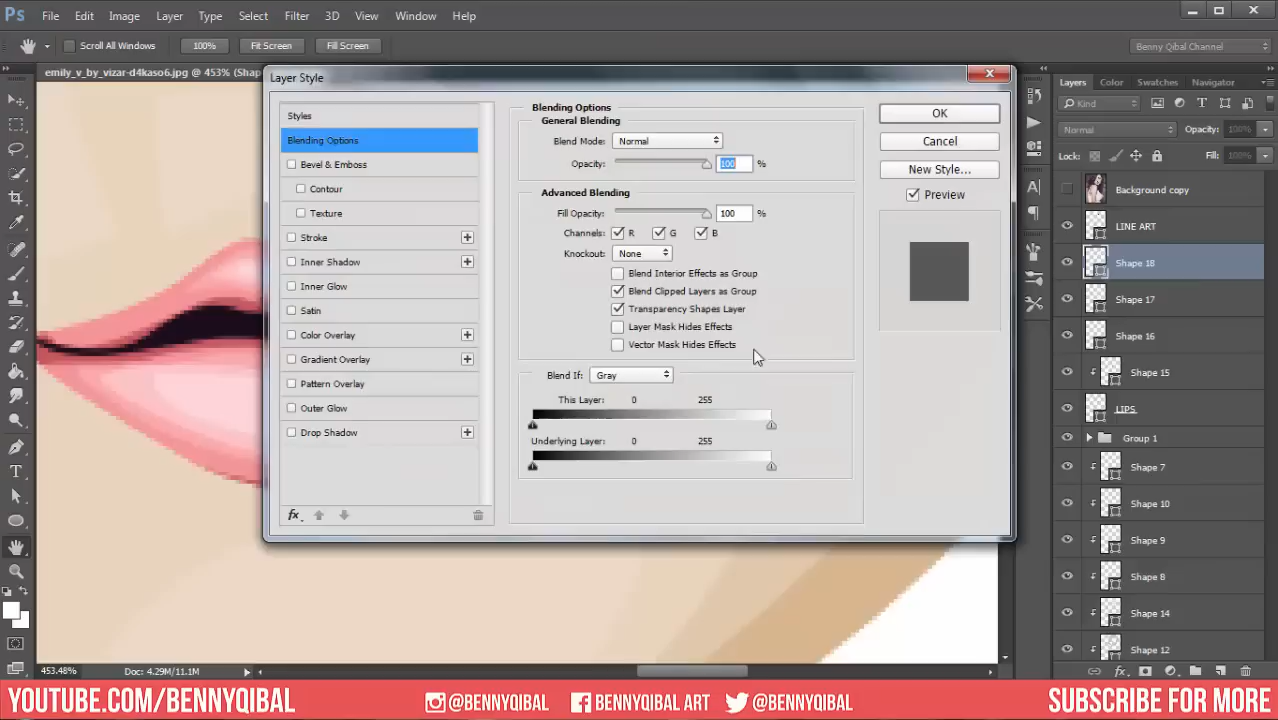 Ps File Edit Image Layer Type Select Filter 3D View Window Help
Scroll All Windows 100% Fit Screen Fill Screen Benny Qibal Channel
emily_v_by_vizar-d4kaso6.jpg @ 453% (Shap
Layer Style
Styles
Blending Options
Bevel & Emboss
Contour
Texture
Stroke
Inner Shadow
Inner Glow
Satin
Color Overlay
Gradient Overlay
Pattern Overlay
Outer Glow
Drop Shadow
fx
Blending Options
General Blending
Blend Mode: Normal
Opacity: 100 %
Advanced Blending
Fill Opacity: 100 %
Channels: R G B
Knockout: None
Blend Interior Effects as Group
Blend Clipped Layers as Group
Transparency Shapes Layer
Layer Mask Hides Effects
Vector Mask Hides Effects
Blend If: Gray
This Layer: 0 255
Underlying Layer: 0 255
OK
Cancel
New Style...
Preview
Layers Color Swatches Navigator
Kind
Normal Opacity: 100%
Lock: Fill: 100%
Background copy
LINE ART
Shape 18
Shape 17
Shape 16
Shape 15
LIPS
Group 1
Shape 7
Shape 10
Shape 9
Shape 8
Shape 14
Shape 12
fx
453.48% Doc: 4.29M/11.1M
YOUTUBE.COM/BENNYQIBAL @BENNYQIBAL BENNYQIBAL ART @BENNYQIBAL SUBSCRIBE FOR MORE